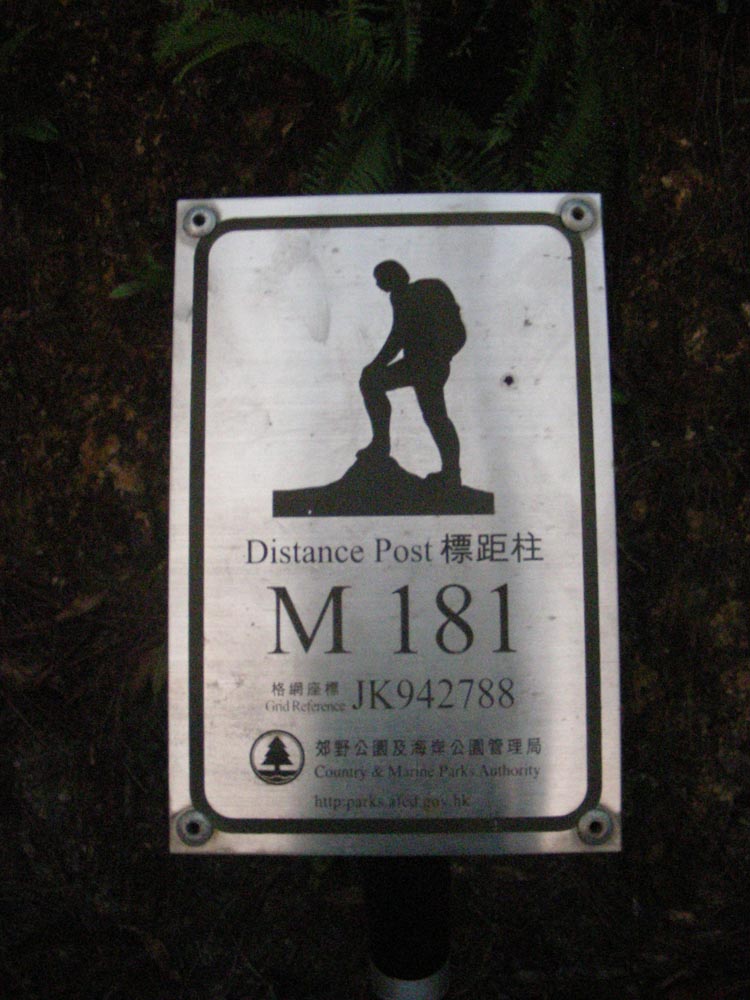 Distance Post 標距柱
M 181
格網座標
Grid Reference JK942788
郊野公園及海岸公園管理局
Country & Marine Parks Authority
http:parks.afcd.gov.hk